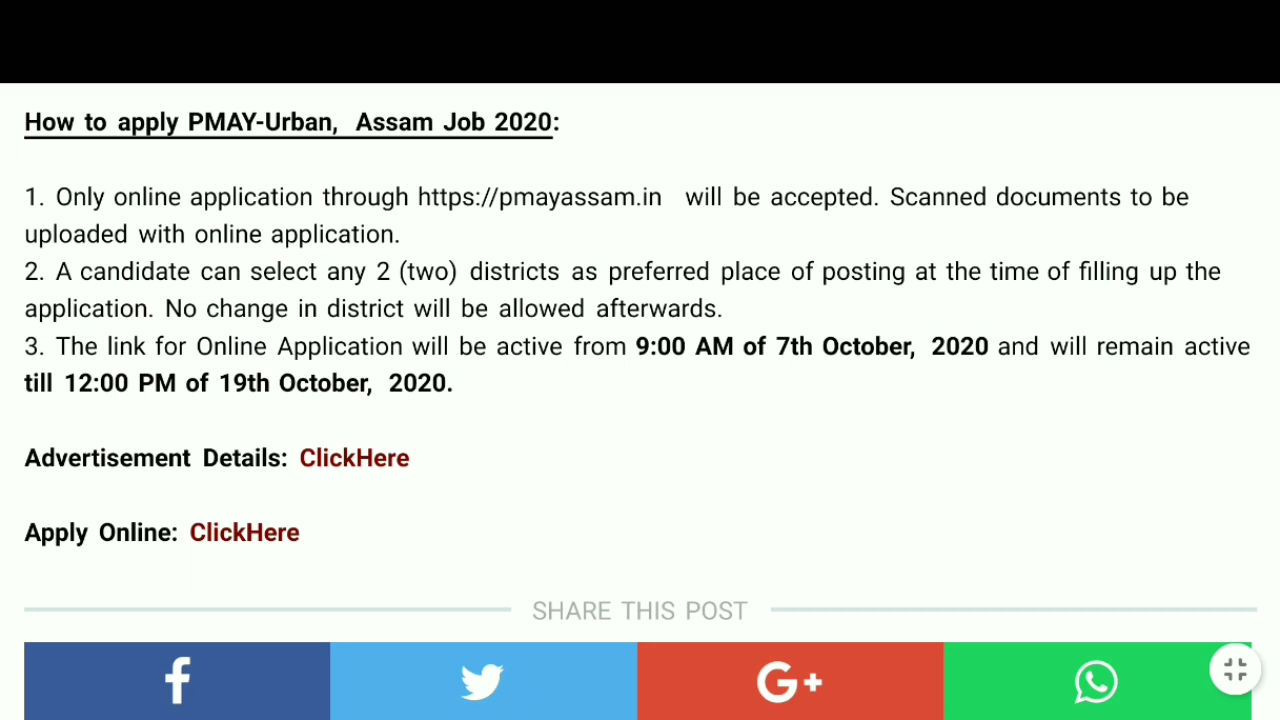 How to apply PMAY-Urban, Assam Job 2020:
1. Only online application through https://pmayassam.in will be accepted. Scanned documents to be
uploaded with online application.
2. A candidate can select any 2 (two) districts as preferred place of posting at the time of filling up the
application. No change in district will be allowed afterwards.
3. The link for Online Application will be active from 9:00 AM of 7th October, 2020 and will remain active
till 12:00 PM of 19th October, 2020.
Advertisement Details: ClickHere
Apply Online: ClickHere
SHARE THIS POST
f G+